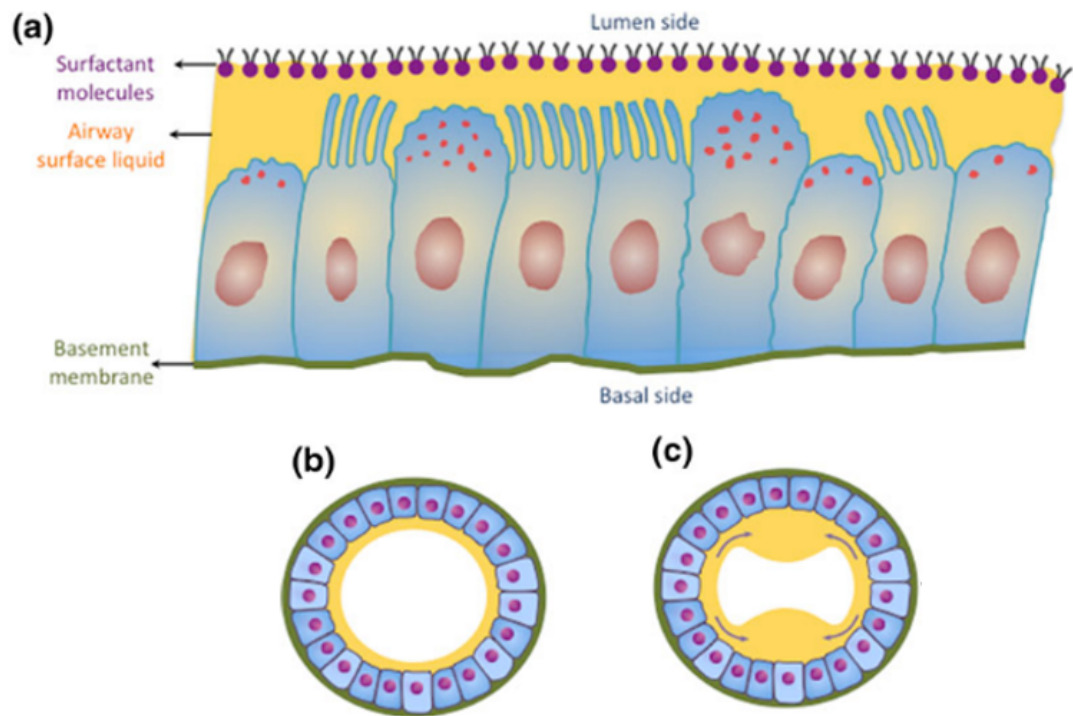 (a)
Lumen side
Surfactant
molecules
Airway
surface liquid
Basement
membrane
Basal side
(b)
(c)